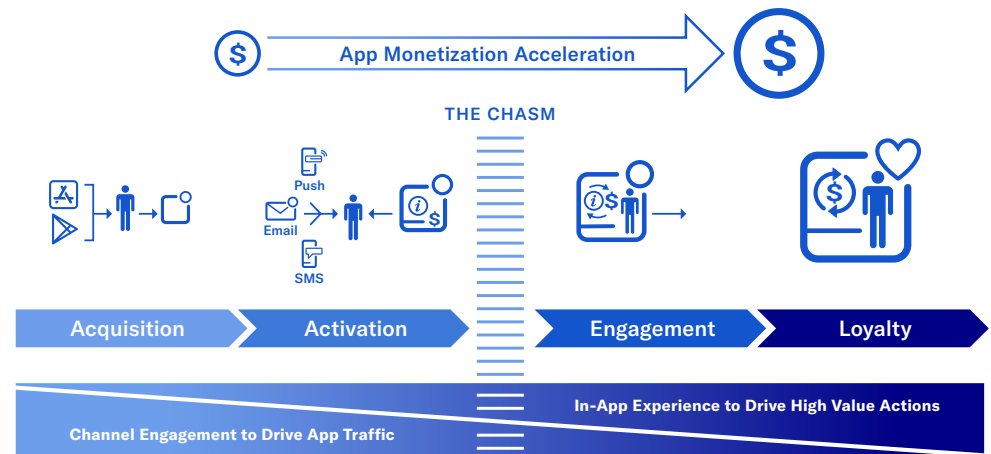 $
App Monetization Acceleration
$
THE CHASM
Push
Email
SMS
i
$
i
$
$
Acquisition
Activation
Engagement
Loyalty
In-App Experience to Drive High Value Actions
Channel Engagement to Drive App Traffic